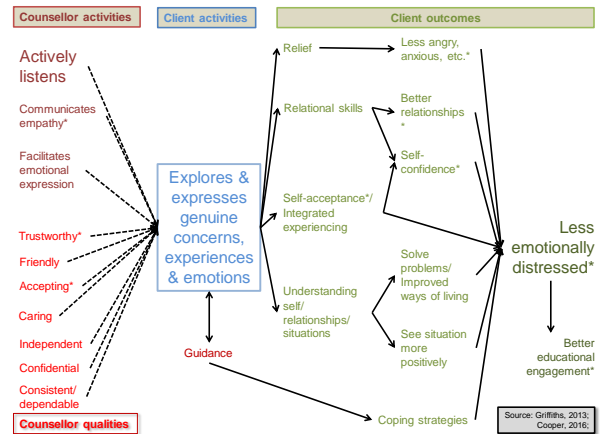 Counsellor activities
Client activities
Client outcomes
Actively
listens
Communicates
empathy*
Facilitates
emotional
expression
Trustworthy*
Friendly
Accepting*
Caring
Independent
Confidential
Consistent/
dependable
Counsellor qualities
Explores &
expresses
genuine
concerns,
experiences
& emotions
Guidance
Relief
Relational skills
Self-acceptance*/
Integrated
experiencing
Understanding
self/
relationships/
situations
Less angry,
anxious, etc.*
Better
relationships
*
Self-
confidence*
Solve
problems/
Improved
ways of living
See situation
more
positively
Coping strategies
Less
emotionally
distressed*
Better
educational
engagement*
Source: Griffiths, 2013;
Cooper, 2016;